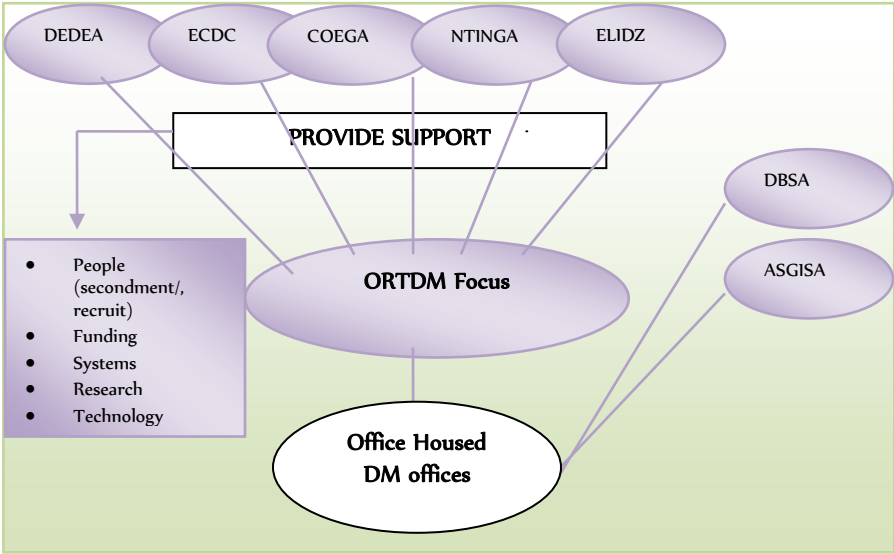 DEDEA
ECDC
COEGA
NTINGA
ELIDZ
PROVIDE SUPPORT
DBSA
ASGISA
• People
(secondment/,
recruit)
• Funding
• Systems
• Research
• Technology
ORTDM Focus
Office Housed
DM offices